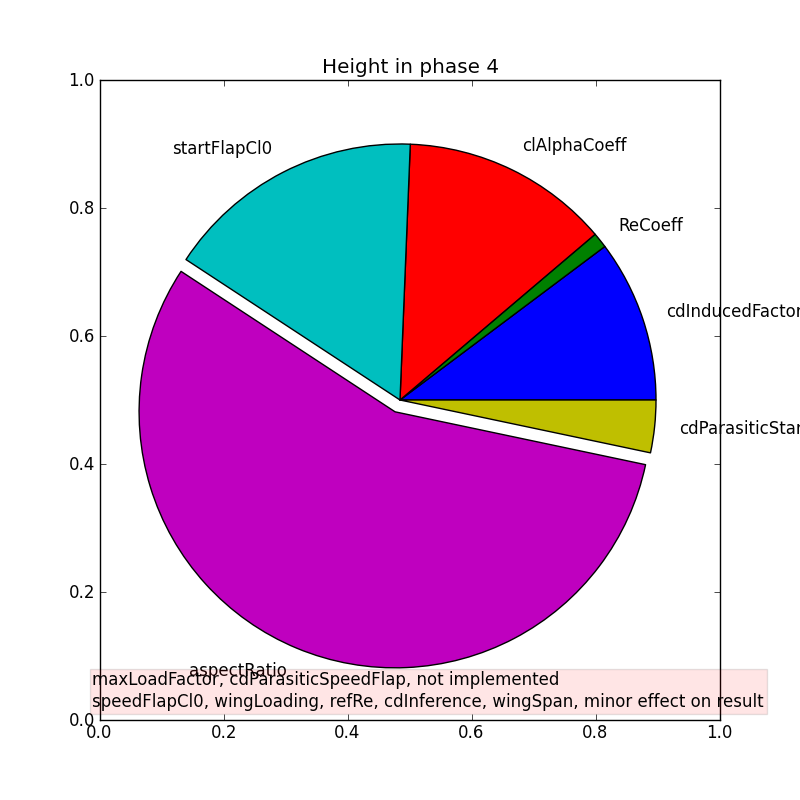 Height in phase 4
1.0
startFlapCl0
clAlphaCoeff
0.8
ReCoeff
0.6
cdInducedFactor
cdParasiticStar
0.4
0.2
aspectRatio
maxLoadFactor, cdParasiticSpeedFlap, not implemented
speedFlapCl0, wingLoading, refRe, cdInference, wingSpan, minor effect on result
0.0
0.0 0.2 0.4 0.6 0.8 1.0